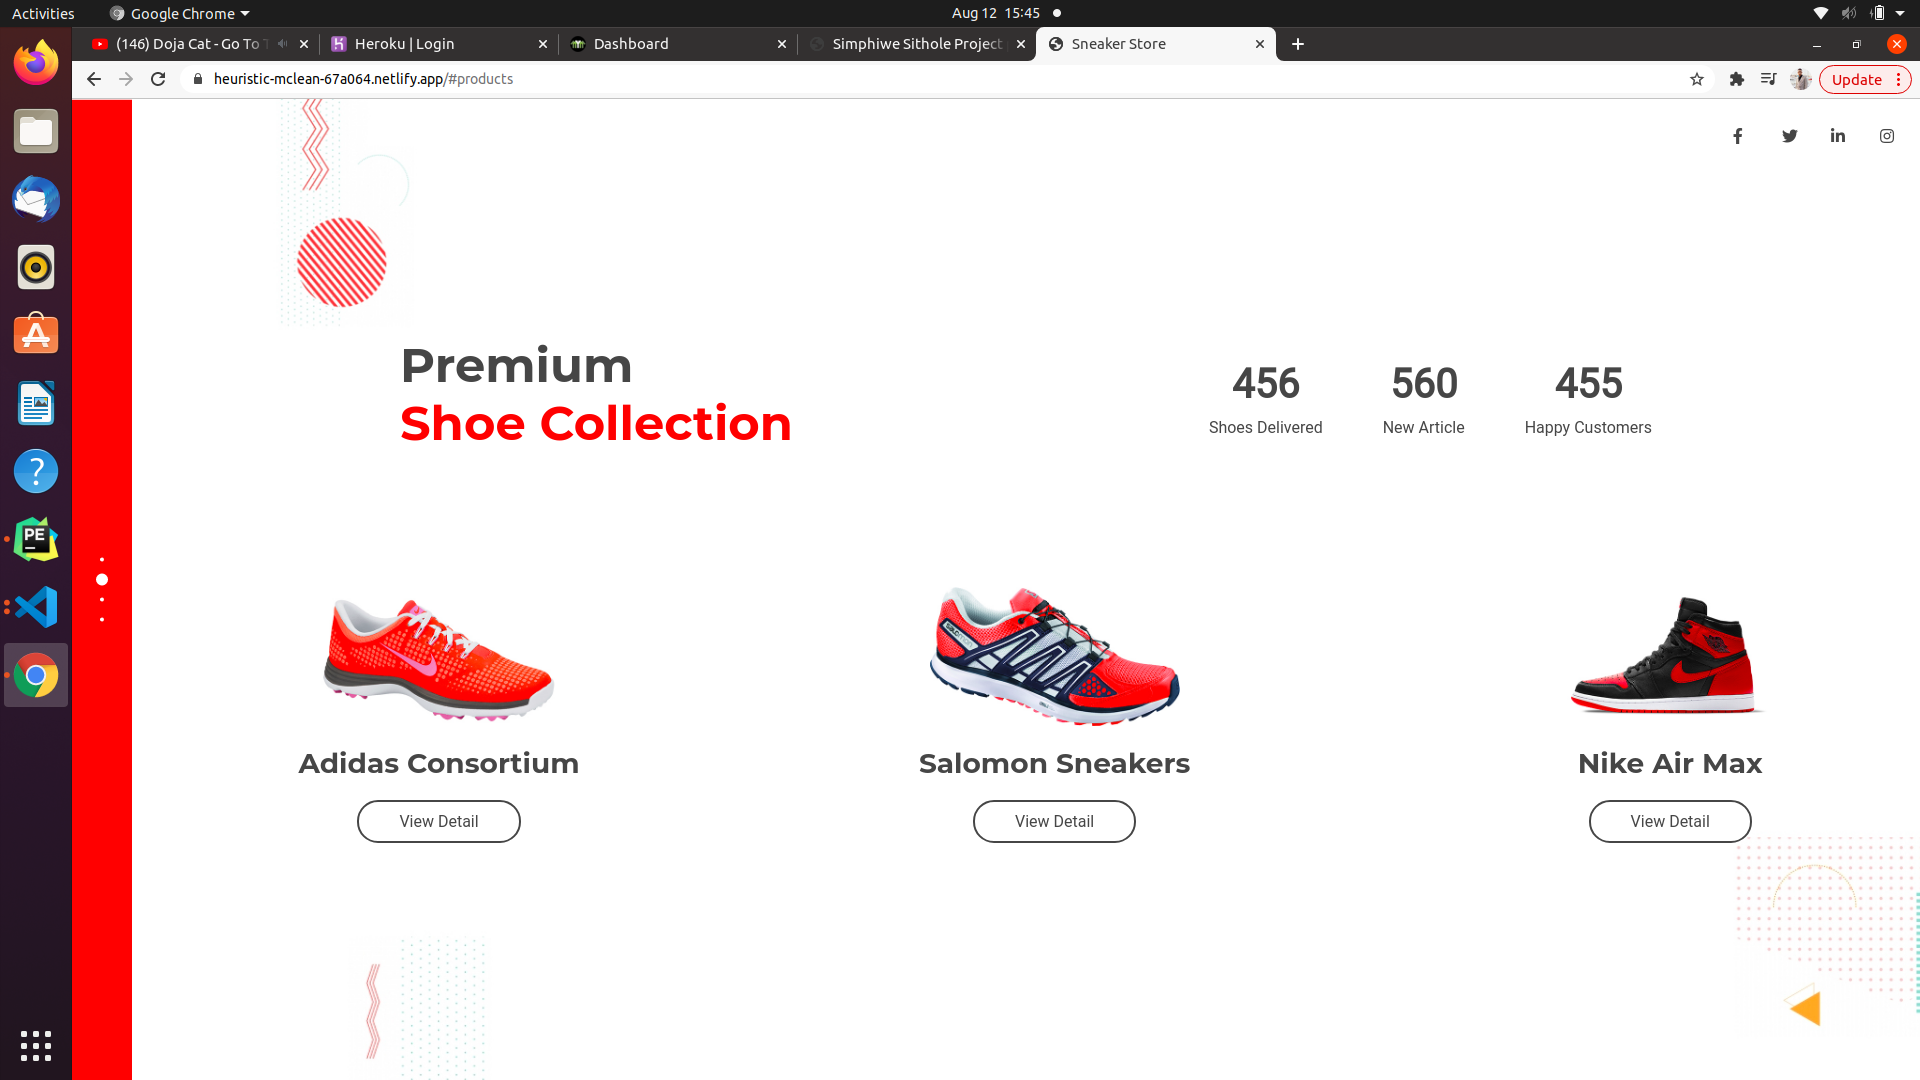 Activities
Google Chrome
Aug 12 15:45
(146) Doja Cat - Go To T
Heroku | Login
Dashboard
Simphiwe Sithole Project
Sneaker Store
heuristic-mclean-67a064.netlify.app/#products
Update
Premium
Shoe Collection
456
560
455
Shoes Delivered
New Article
Happy Customers
Adidas Consortium
Salomon Sneakers
Nike Air Max
View Detail
View Detail
View Detail
PE